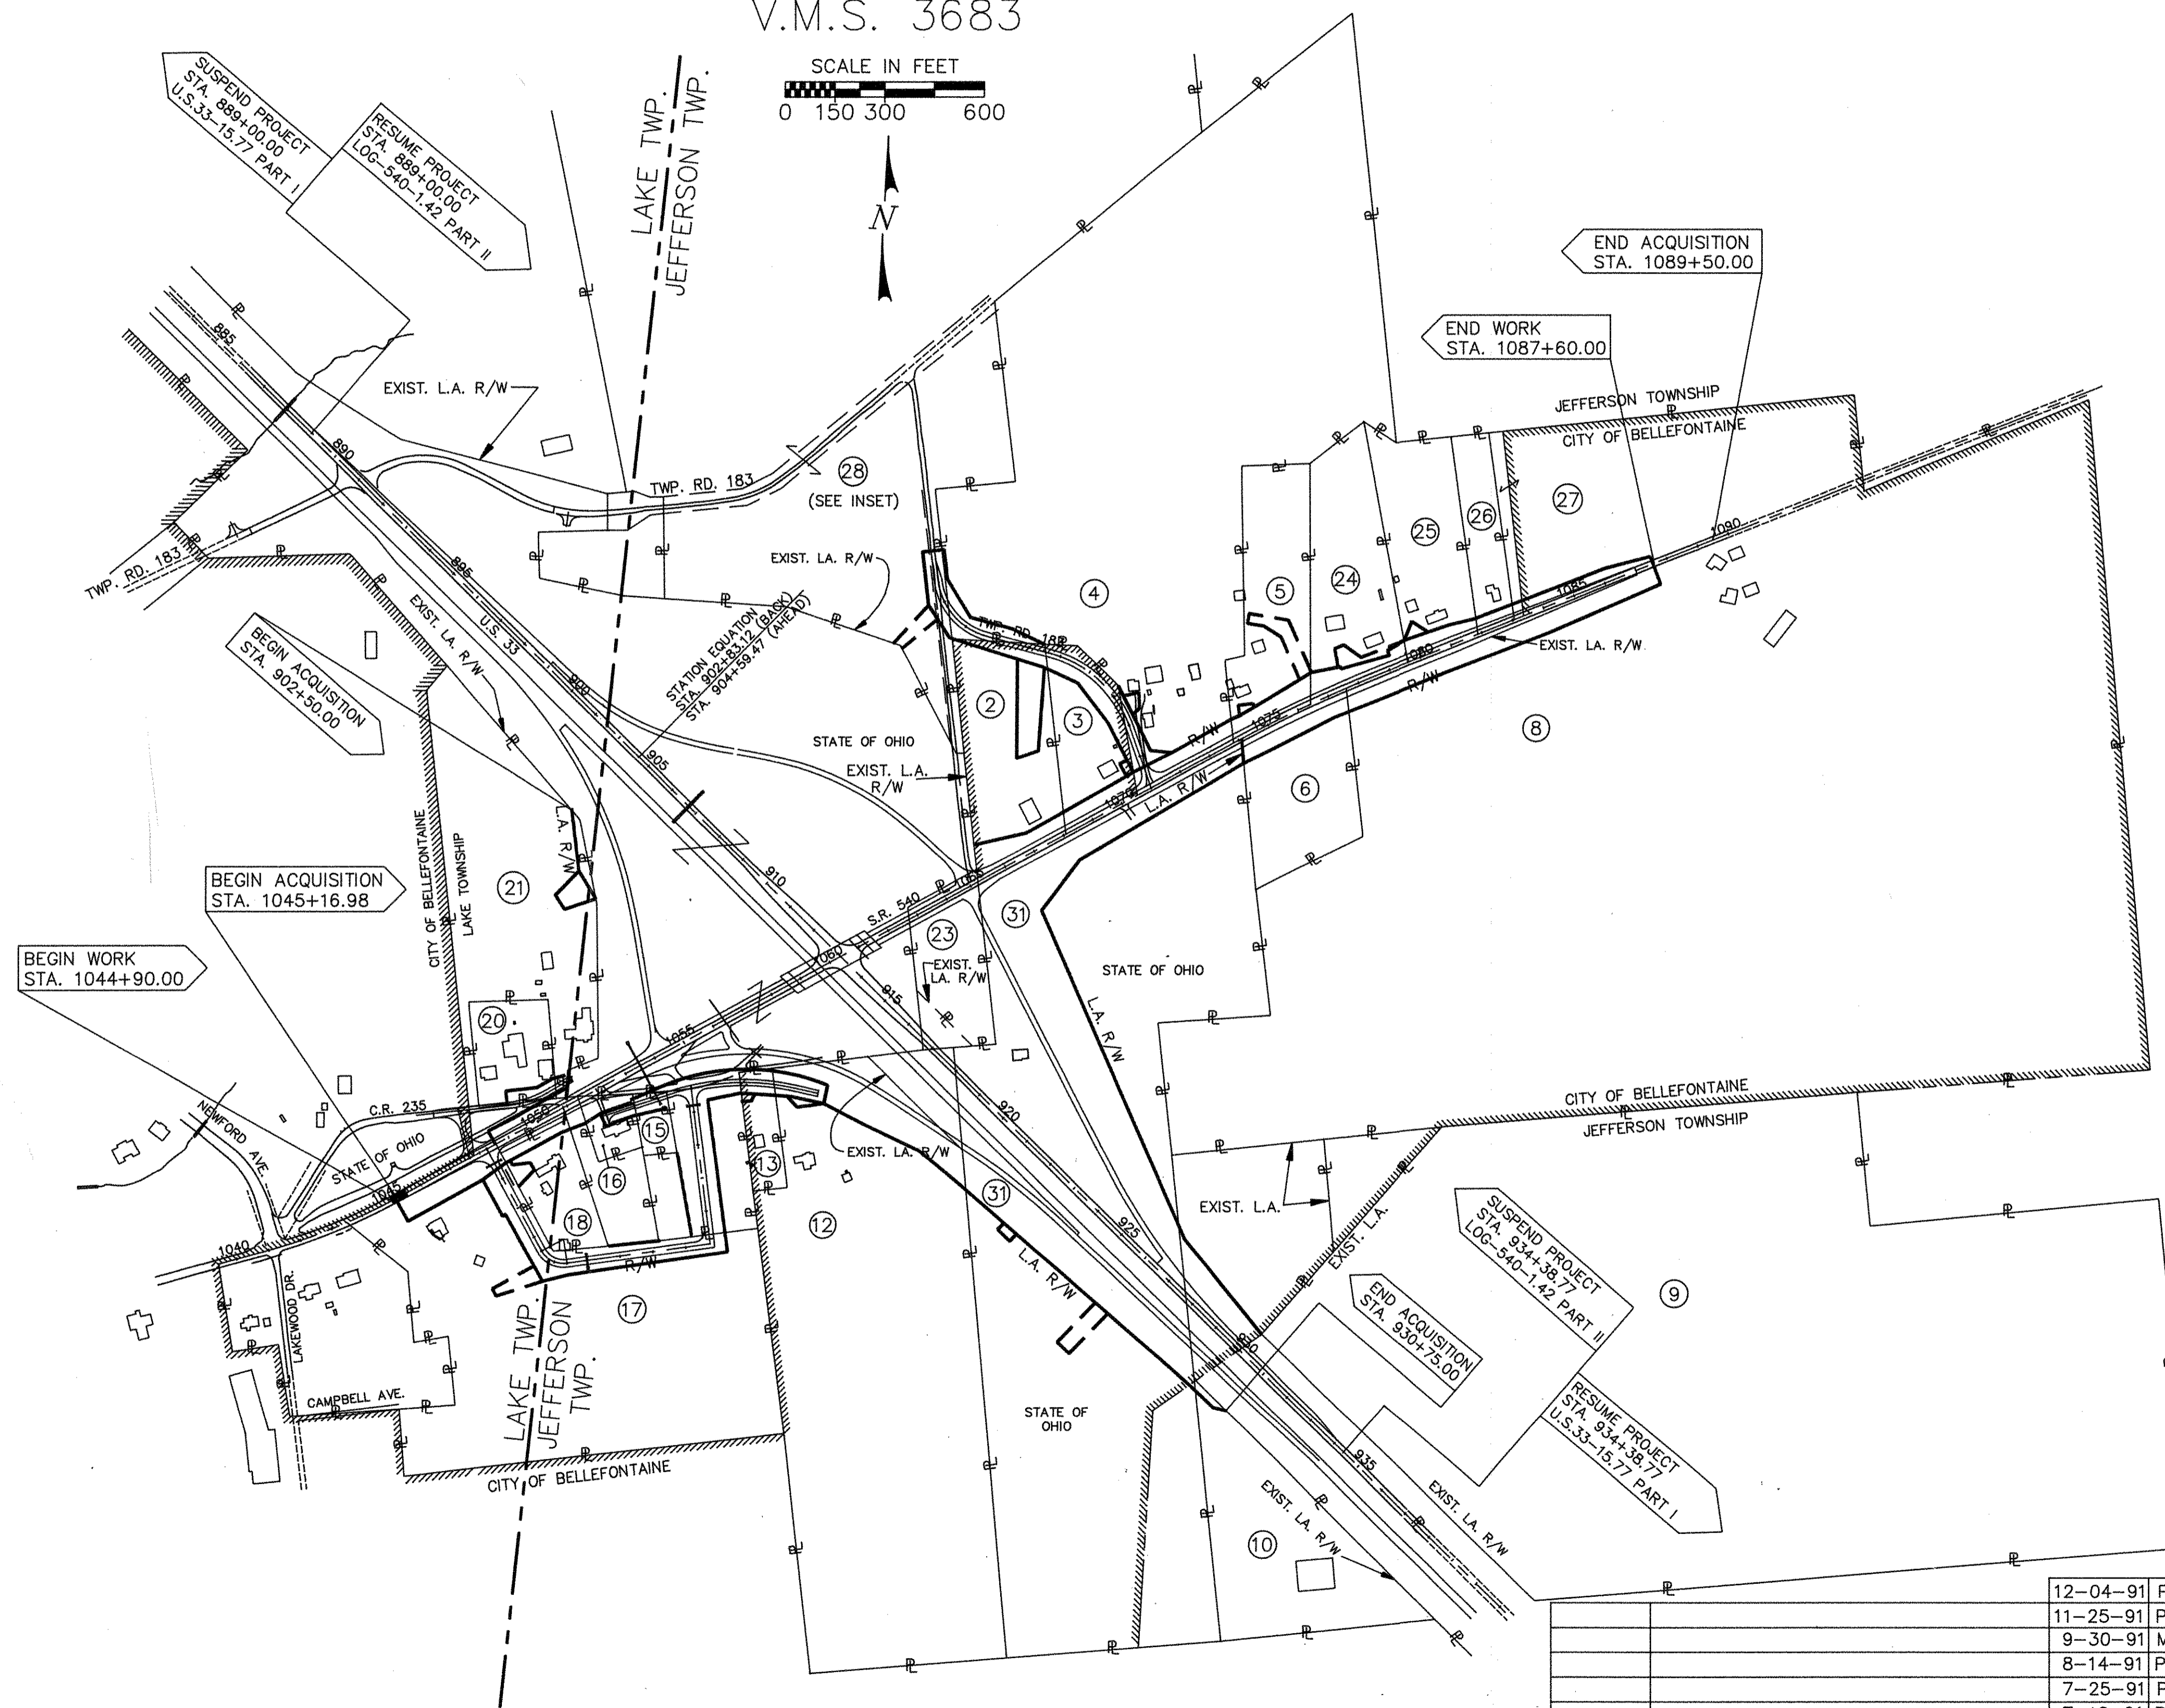 V.M.S. 3683
SCALE IN FEET
0 150 300 600
N
SUSPEND PROJECT
STA. 889+00.00
U.S.33-15.77 PART I
RESUME PROJECT
STA. 889+00.00
LOG-540-1.42 PART II
LAKE TWP.
JEFFERSON TWP.
END ACQUISITION
STA. 1089+50.00
END WORK
STA. 1087+60.00
JEFFERSON TOWNSHIP
CITY OF BELLEFONTAINE
885
EXIST. L.A. R/W
890
TWP. RD. 183
28
(SEE INSET)
27
26
25
1090
TWP. RD. 183
895
EXIST. LA. R/W
EXIST. LA. R/W
U.S. 33
STATION EQUATION
STA. 902+83.12 (BACK)
STA. 904+59.47 (AHEAD)
4
5
24
1085
BEGIN ACQUISITION
STA. 902+50.00
TWP. RD. 183
EXIST. LA. R/W
1080
R/W
900
2
3
8
905
STATE OF OHIO
EXIST. L.A.
R/W
R/W
1075
1070
L.A. R/W
6
L.A. R/W
CITY OF BELLEFONTAINE
LAKE TOWNSHIP
BEGIN ACQUISITION
STA. 1045+16.98
21
910
1065
S.R. 540
31
23
BEGIN WORK
STA. 1044+90.00
1060
EXIST.
LA. R/W
STATE OF OHIO
915
L.A. R/W
20
1055
920
CITY OF BELLEFONTAINE
JEFFERSON TOWNSHIP
NEWFORD AVE.
C.R. 235
1050
STATE OF OHIO
1045
15
13
16
EXIST. LA. R/W
31
EXIST. L.A.
EXIST. L.A.
18
12
925
1040
R/W
L.A. R/W
SUSPEND PROJECT
STA. 934+38.77
LOG-540-1.42 PART II
LAKEWOOD DR.
17
9
END ACQUISITION
STA. 930+75.00
LAKE TWP.
JEFFERSON
TWP.
930
CAMPBELL AVE.
STATE OF
OHIO
RESUME PROJECT
STA. 934+38.77
U.S.33-15.77 PART I
935
CITY OF BELLEFONTAINE
EXIST. LA. R/W
EXIST. LA. R/W
10
12-04-91
11-25-91
9-30-91
8-14-91
7-25-91